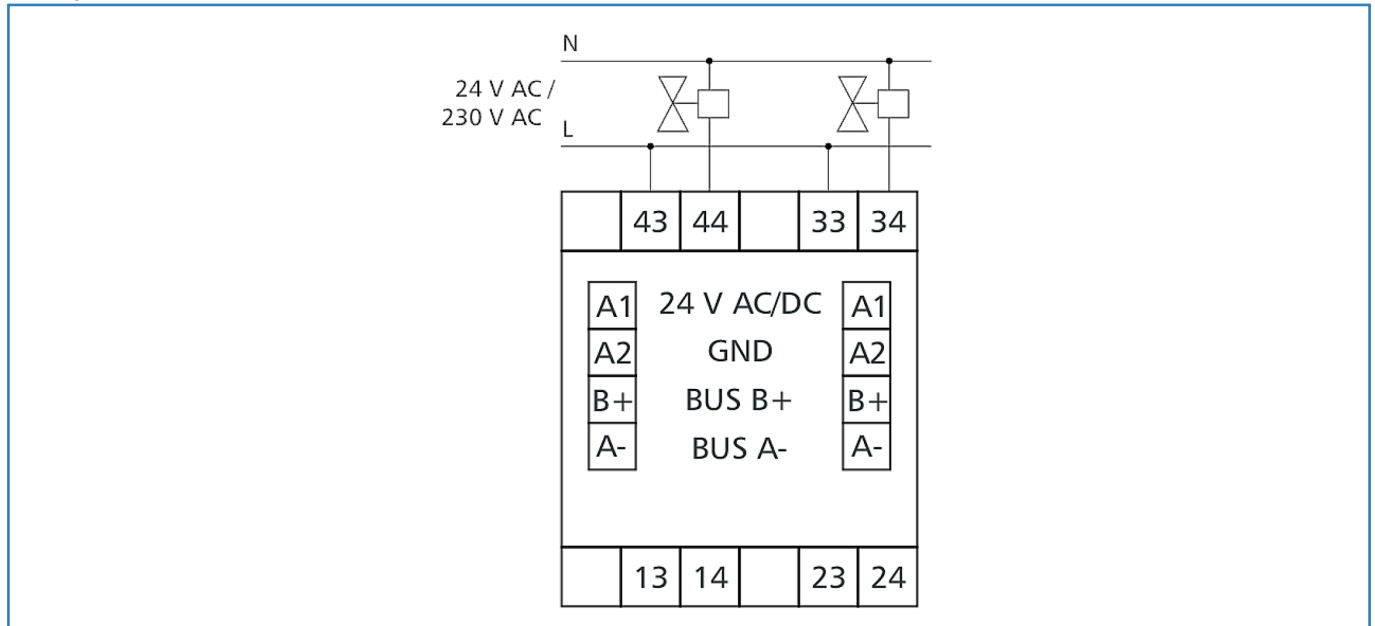 N
24 V AC /
230 V AC
L
43 44 33 34
A1 24 V AC/DC A1
A2 GND A2
B+ BUS B+ B+
A- BUS A- A-
13 14 23 24